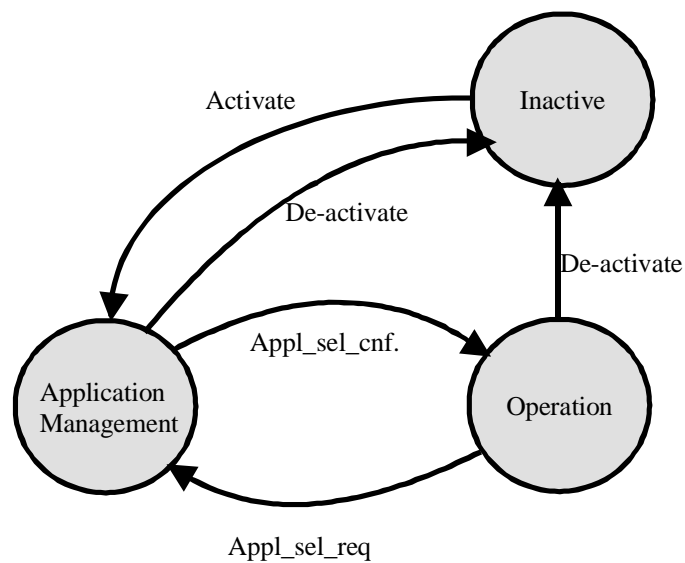 Activate
Inactive
De-activate
De-activate
Appl_sel_cnf.
Application
Management
Operation
Appl_sel_req